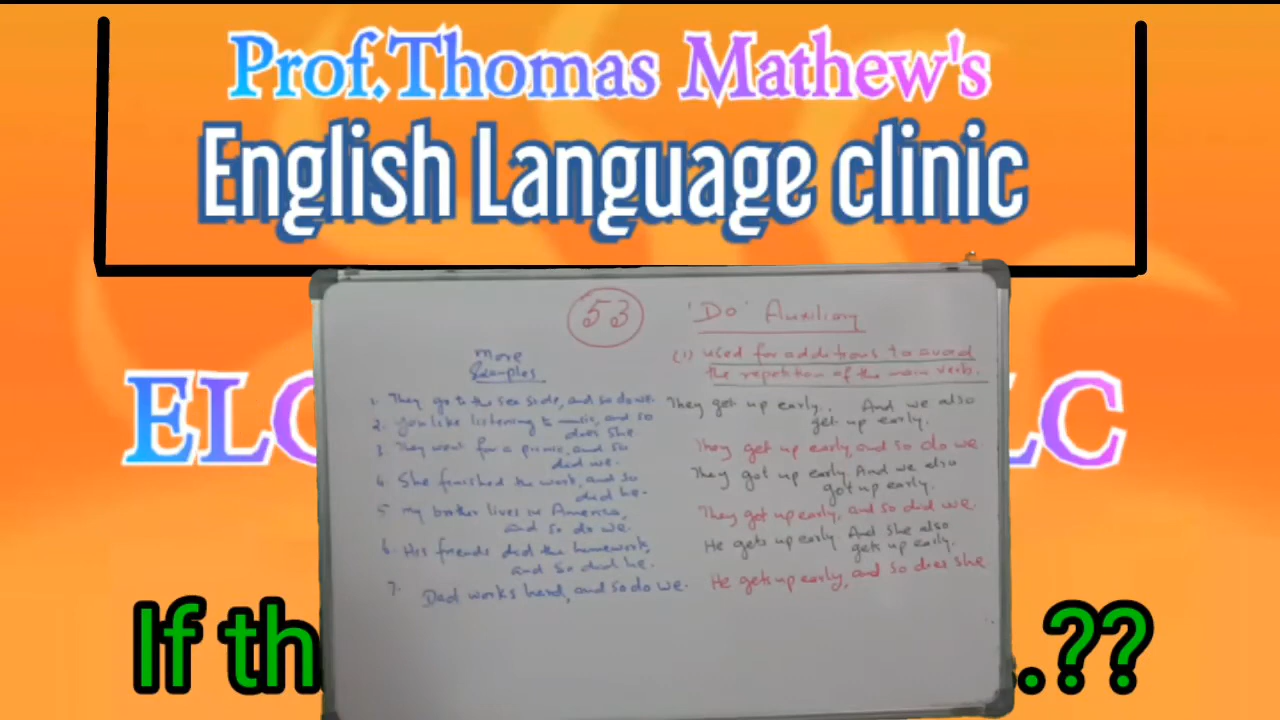 Prof.Thomas Mathew's
English Language clinic
ELC
LC
If th
..??
53
'DO' Auxiliary
(1) used for additions to avoid
the repetition of the main verb.
They get up early. And we also
get up early.
They get up early, and so do we.
They got up early. And we also
got up early.
They got up early, and so did we.
He gets up early And she also
gets up early.
He gets up early, and so does she
More
Examples
1. They go to the sea side, and so do we.
2. You like listening to music, and so
does she.
3. They went for a picnic, and so
did we.
4. She finished the work, and so
did he.
5 My brother lives in America,
and so do we.
6. His friends did the homework,
and so did he.
7. Dad works hard, and so do we.